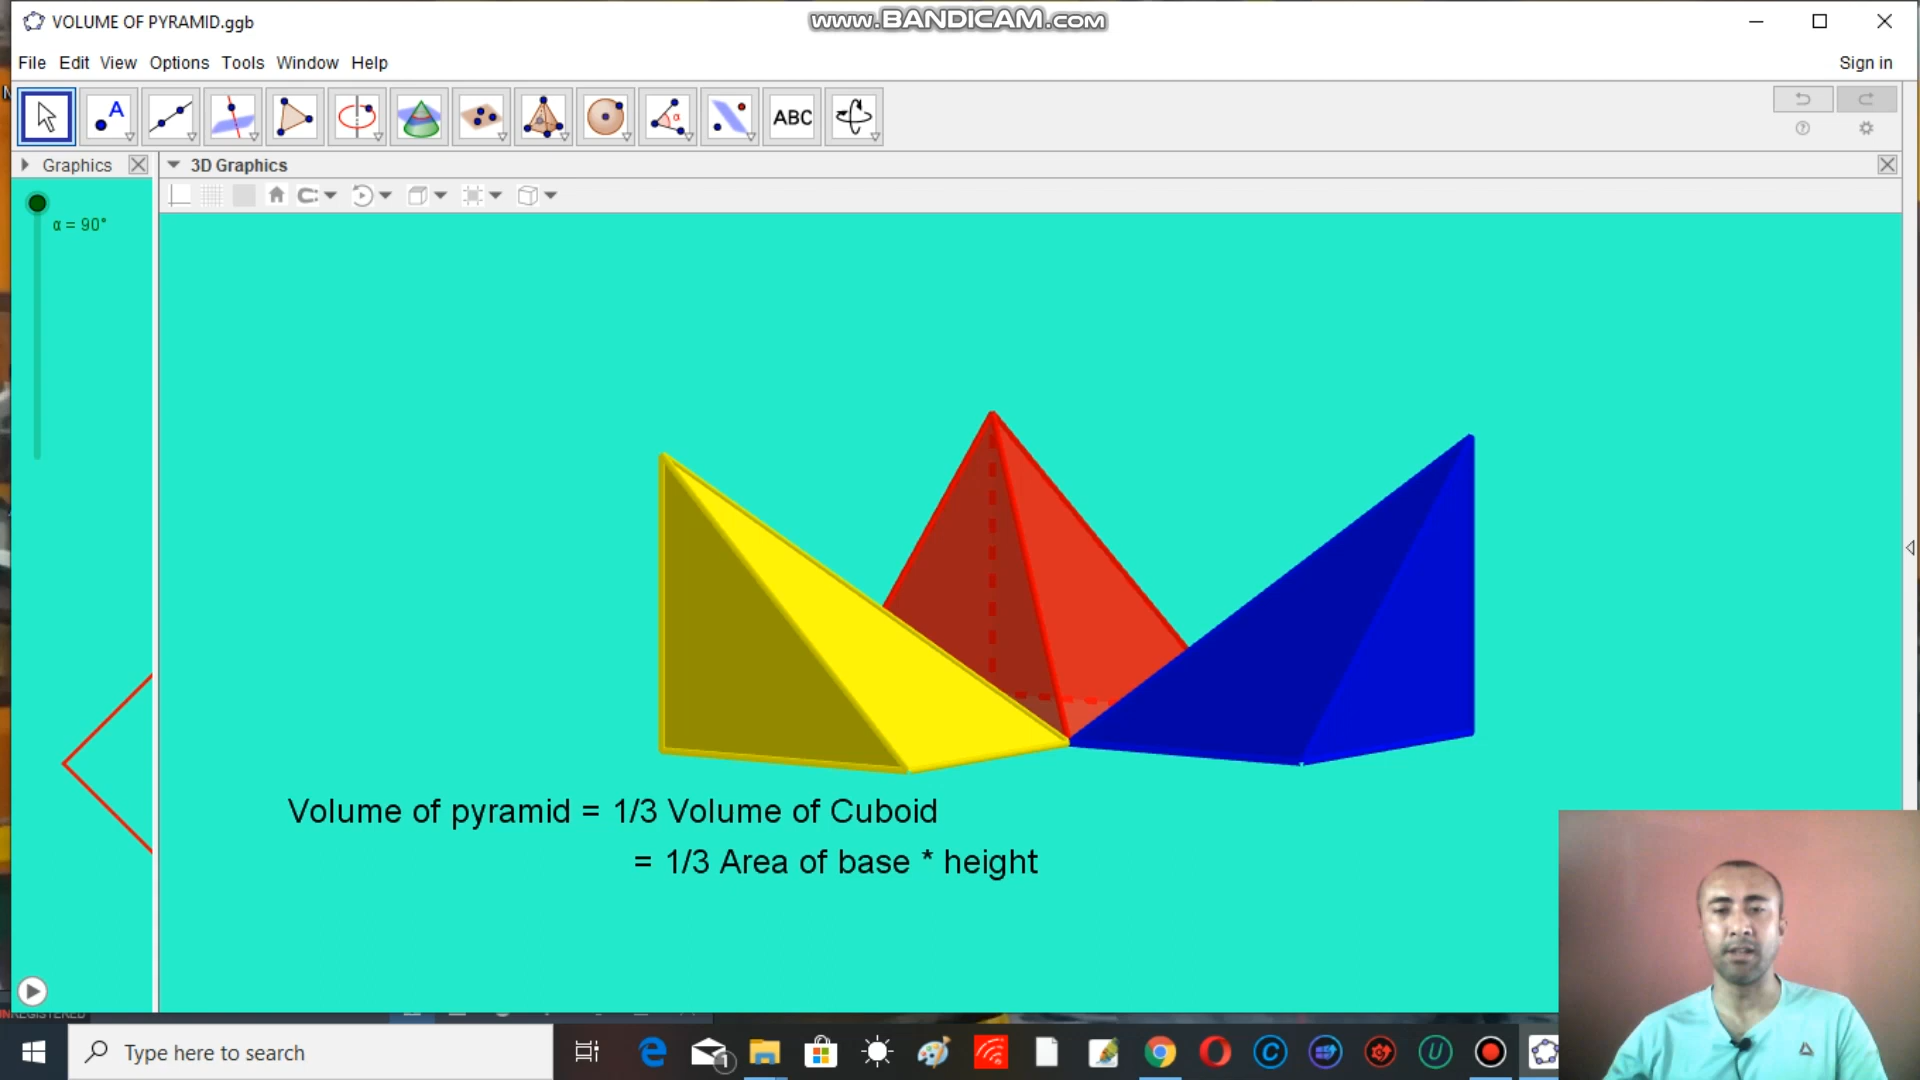 VOLUME OF PYRAMID.ggb
www.BANDICAM.com
File Edit View Options Tools Window Help
Sign in
A
α
ABC
Graphics
3D Graphics
α = 90°
Volume of pyramid = 1/3 Volume of Cuboid
= 1/3 Area of base * height
Type here to search
1